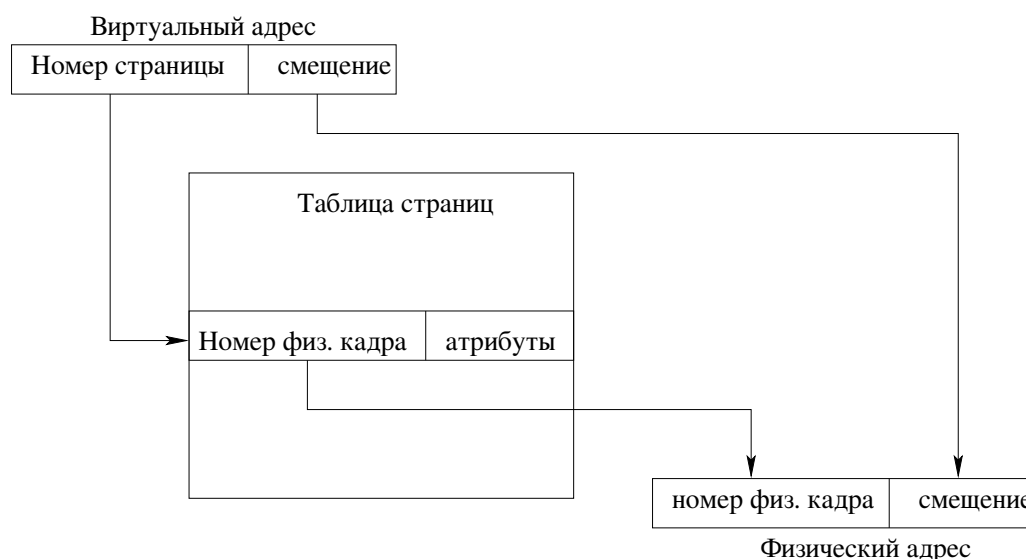 Виртуальный адрес
Номер страницы смещение
Таблица страниц
Номер физ. кадра атрибуты
номер физ. кадра смещение
Физический адрес